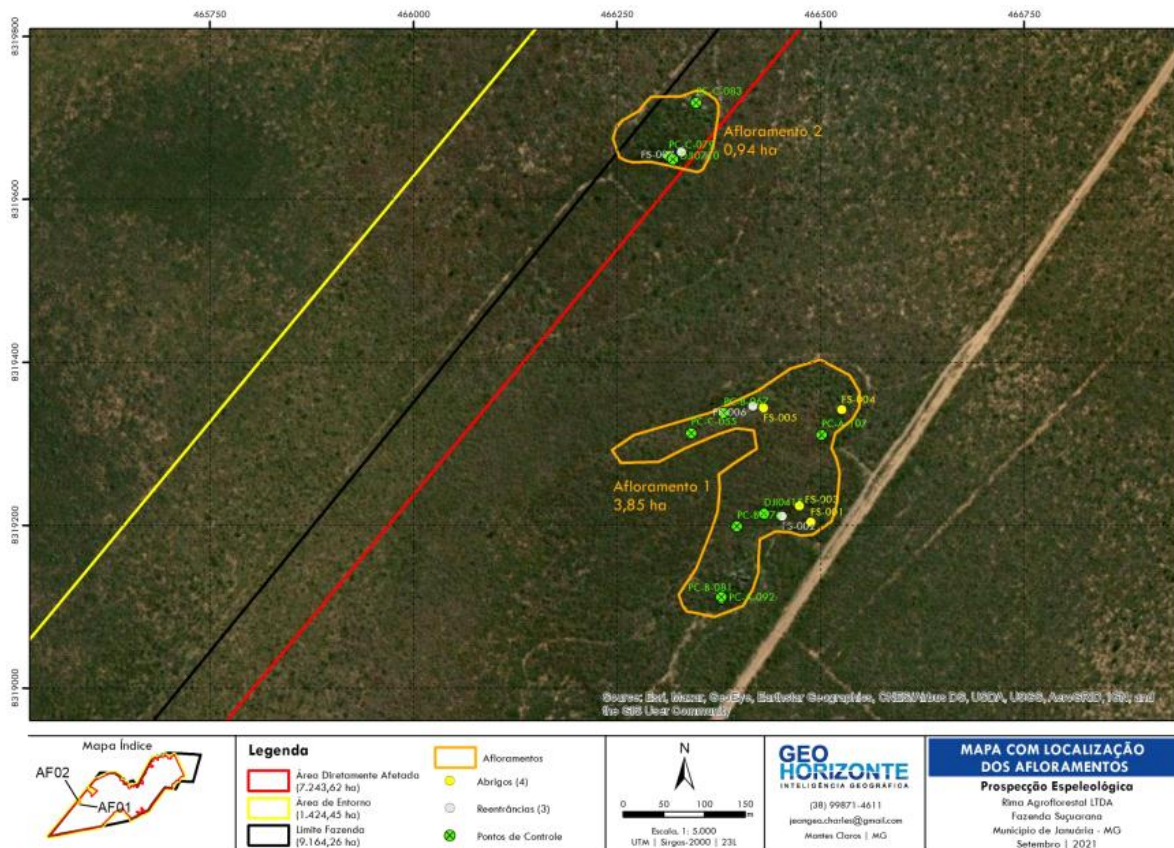 465750
466000
466250
466500
466750
8319800
8319600
8319400
8319200
8319000
PC-C-083
Afloramento 2
0,94 ha
PC-C-079
FS-004
FS-006
FS-005
PC-C-055
PC-A-107
Afloramento 1
3,85 ha
FS-003
FS-001
FS-002
PC-B-081
PC-A-092
Source: Esri, Maxar, GeoEye, Earthstar Geographics, CNES/Airbus DS, USDA, USGS, AeroGRID, IGN, and
the GIS User Community
Mapa Índice
AF02
AF01
Legenda
Área Diretamente Afetada
(7.243,62 ha)
Área de Entorno
(1.424,45 ha)
Limite Fazenda
(9.164,26 ha)
Afloramentos
Abrigos (4)
Reentrâncias (3)
Pontos de Controle
N
0 50 100 150
m
Escala, 1: 5.000
UTM | Sirgas-2000 | 23L
GEO
HORIZONTE
INTELIGÊNCIA GEOGRÁFICA
(38) 99871-4611
jeangeo.charles@gmail.com
Montes Claros | MG
MAPA COM LOCALIZAÇÃO
DOS AFLORAMENTOS
Prospecção Espeleológica
Rima Agroflorestal LTDA
Fazenda Suçuarana
Município de Januária - MG
Setembro | 2021